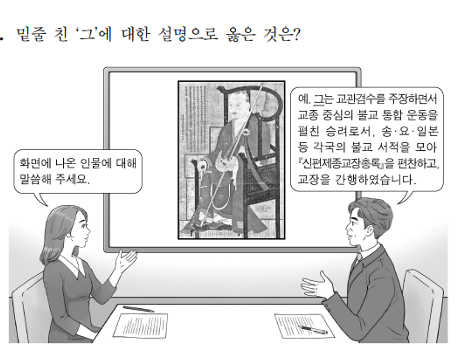 . 밑줄 친 '그'에 대한 설명으로 옳은 것은?
화면에 나온 인물에 대해
말씀해 주세요.
예, 그는 교관겸수를 주장하면서
교종 중심의 불교 통합 운동을
펼친 승려로서, 송·요·일본
등 각국의 불교 서적을 모아
『신편제종교장총록』을 편찬하고,
교장을 간행하였습니다.